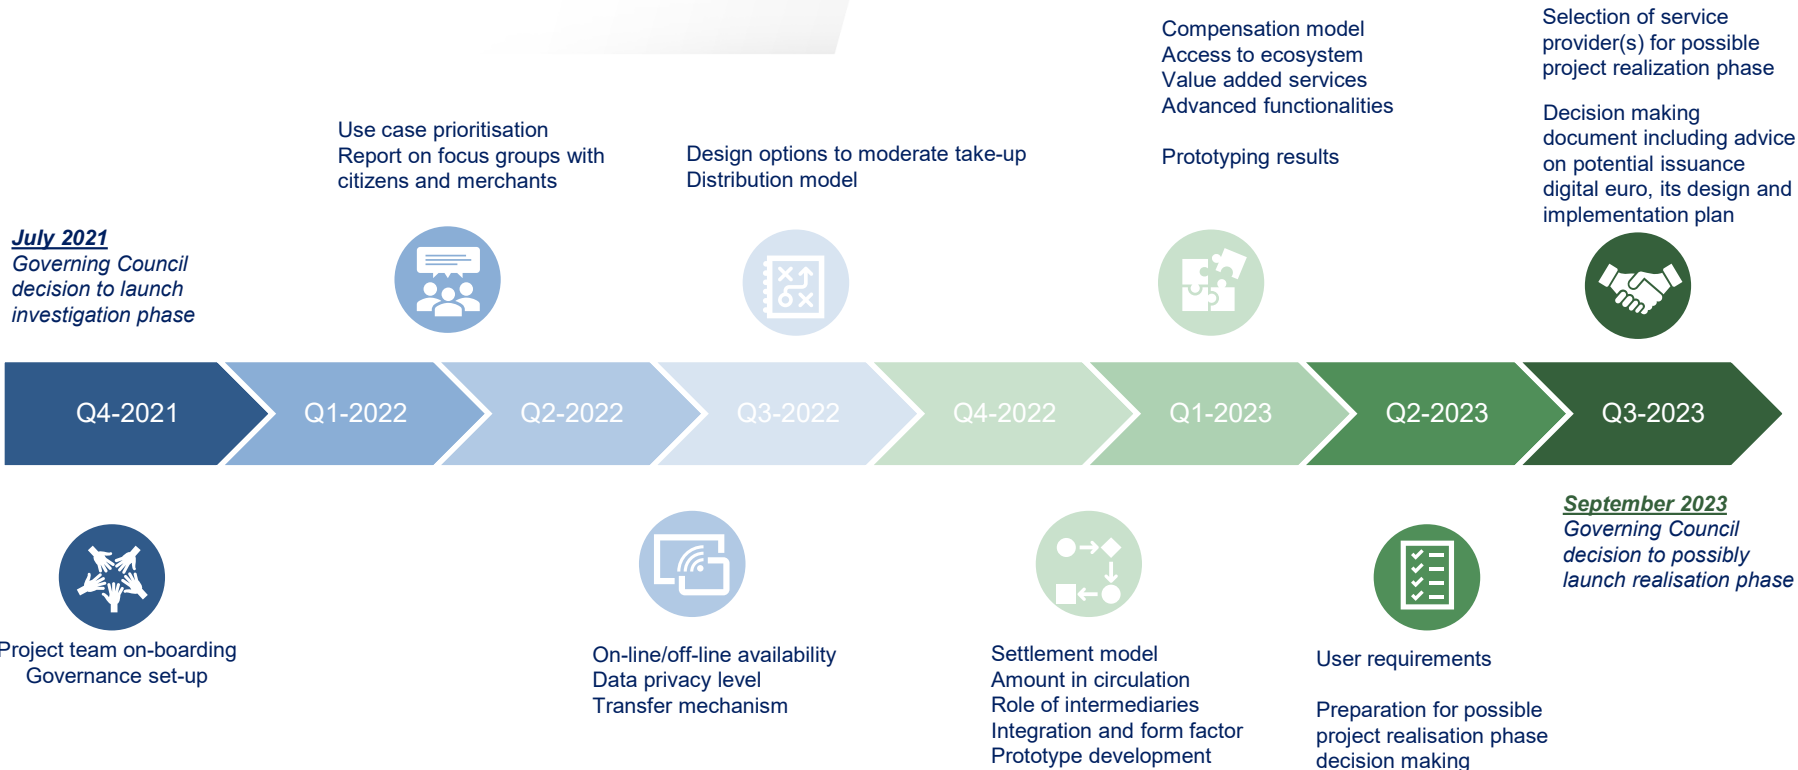 Compensation model
Access to ecosystem
Value added services
Advanced functionalities
Prototyping results
Selection of service
provider(s) for possible
project realization phase
Decision making
document including advice
on potential issuance
digital euro, its design and
implementation plan
Use case prioritisation
Report on focus groups with
citizens and merchants
Design options to moderate take-up
Distribution model
July 2021
Governing Council
decision to launch
investigation phase
Q4-2021
Q1-2022
Q2-2022
Q3-2022
Q4-2022
Q1-2023
Q2-2023
Q3-2023
September 2023
Governing Council
decision to possibly
launch realisation phase
Project team on-boarding
Governance set-up
On-line/off-line availability
Data privacy level
Transfer mechanism
Settlement model
Amount in circulation
Role of intermediaries
Integration and form factor
Prototype development
User requirements
Preparation for possible
project realisation phase
decision making